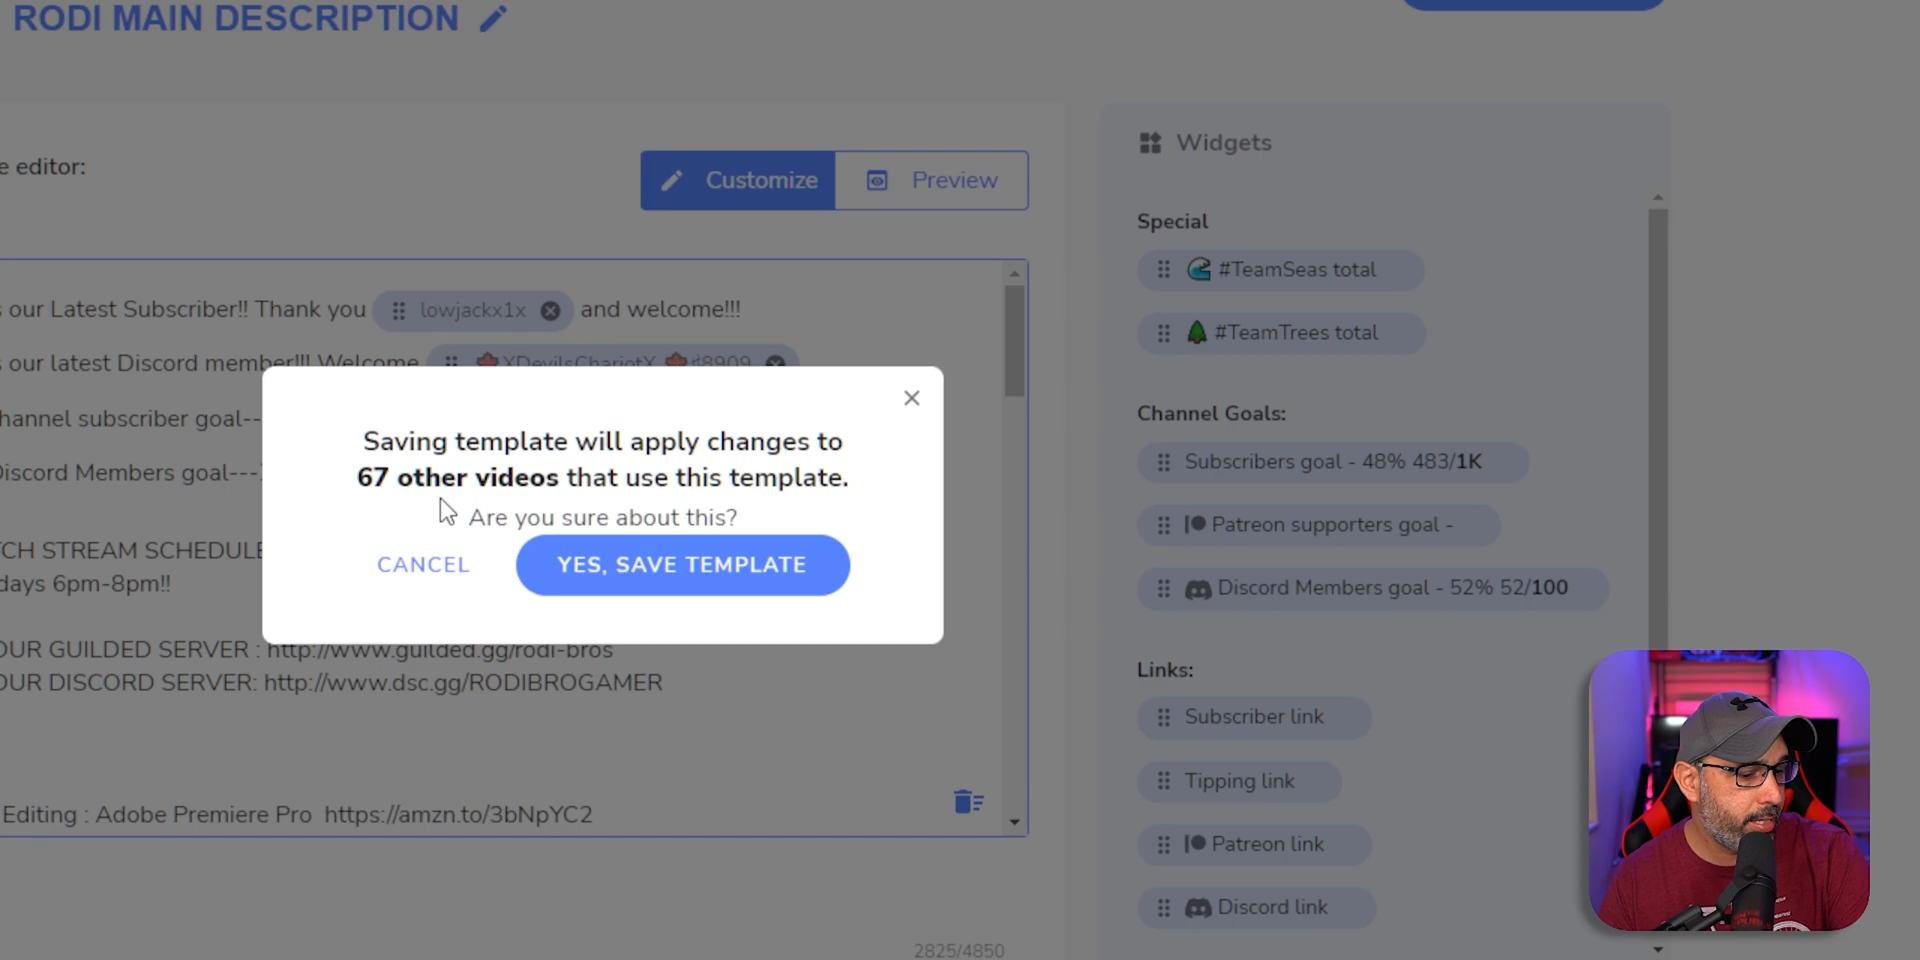 RODI MAIN DESCRIPTION
e editor:
Customize
Preview
s our Latest Subscriber!! Thank you lowjackx1x and welcome!!!
s our latest Discord member!!! Welcome XDevilsChariotX #8909
hannel subscriber goal--
Discord Members goal---
TCH STREAM SCHEDULE
days 6pm-8pm!!
OUR GUILDED SERVER : http://www.guilded.gg/rodi-bros
OUR DISCORD SERVER: http://www.dsc.gg/RODIBROGAMER
Editing : Adobe Premiere Pro https://amzn.to/3bNpYC2
2825/4850
Saving template will apply changes to
67 other videos that use this template.
Are you sure about this?
CANCEL
YES, SAVE TEMPLATE
Widgets
Special
#TeamSeas total
#TeamTrees total
Channel Goals:
Subscribers goal - 48% 483/1K
Patreon supporters goal -
Discord Members goal - 52% 52/100
Links:
Subscriber link
Tipping link
Patreon link
Discord link